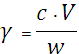 γ = c · V / w